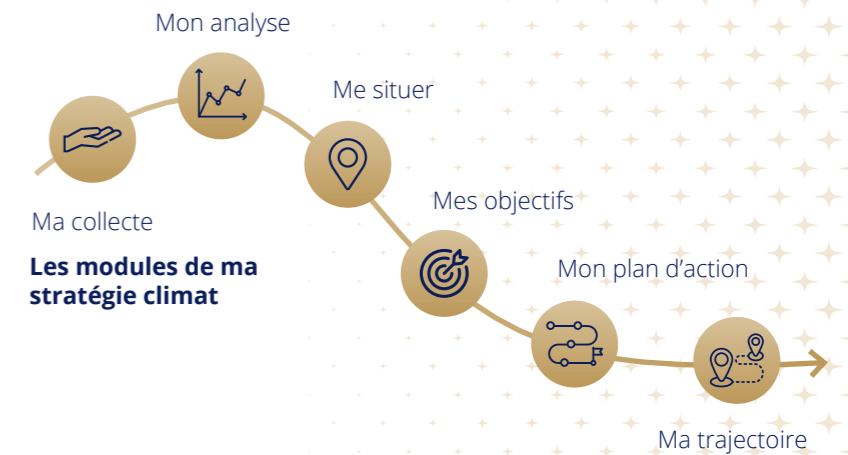 Mon analyse
Me situer
Ma collecte
Mes objectifs
Les modules de ma
stratégie climat
Mon plan d’action
Ma trajectoire